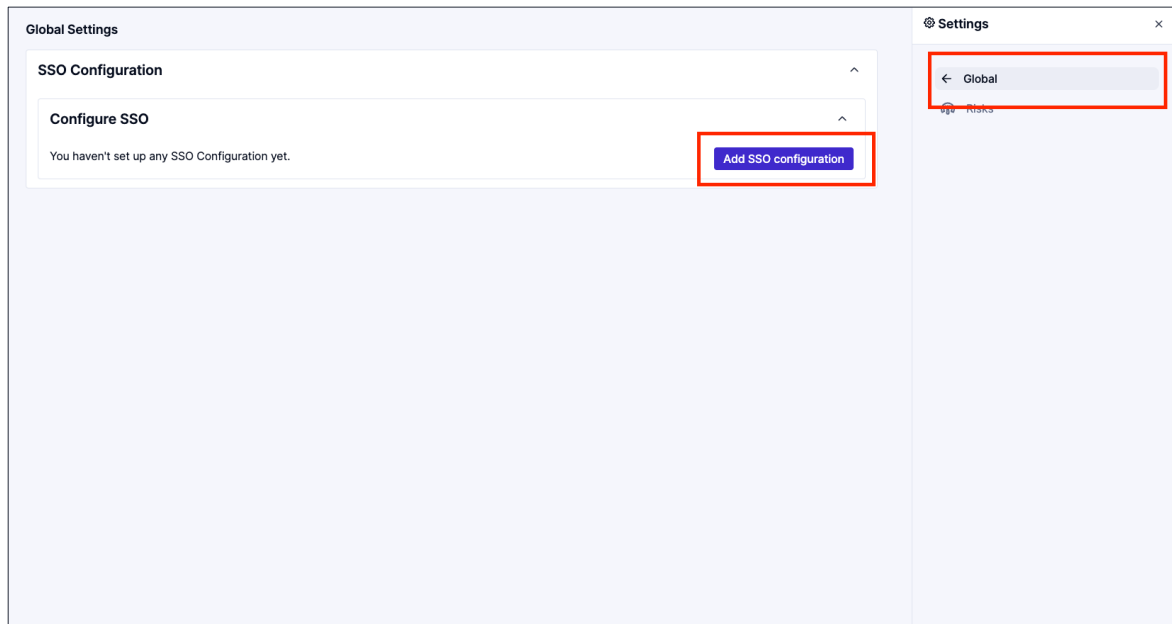 Global Settings
SSO Configuration
Configure SSO
You haven't set up any SSO Configuration yet.
Add SSO configuration
Settings
Global
Risks